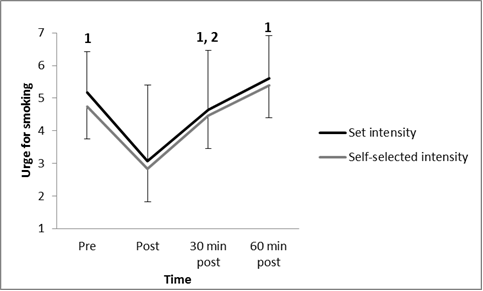 7
6
5
4
3
2
1
Urge for smoking
1
1, 2
1
Pre
Post
30 min
post
60 min
post
Time
Set intensity
Self-selected intensity